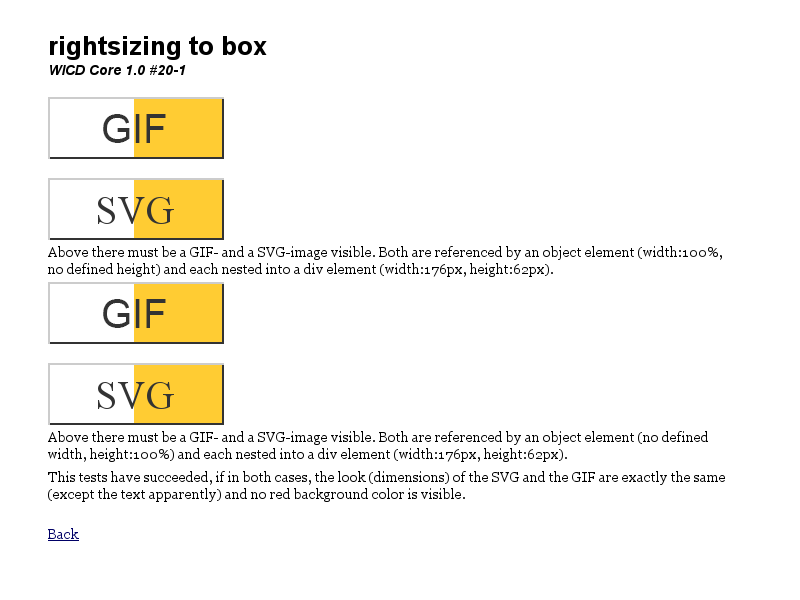 rightsizing to box
WICD Core 1.0 #20-1
GIF
SVG
Above there must be a GIF- and a SVG-image visible. Both are referenced by an object element (width:100%,
no defined height) and each nested into a div element (width:176px, height:62px).
GIF
SVG
Above there must be a GIF- and a SVG-image visible. Both are referenced by an object element (no defined
width, height:100%) and each nested into a div element (width:176px, height:62px).
This tests have succeeded, if in both cases, the look (dimensions) of the SVG and the GIF are exactly the same
(except the text apparently) and no red background color is visible.
Back